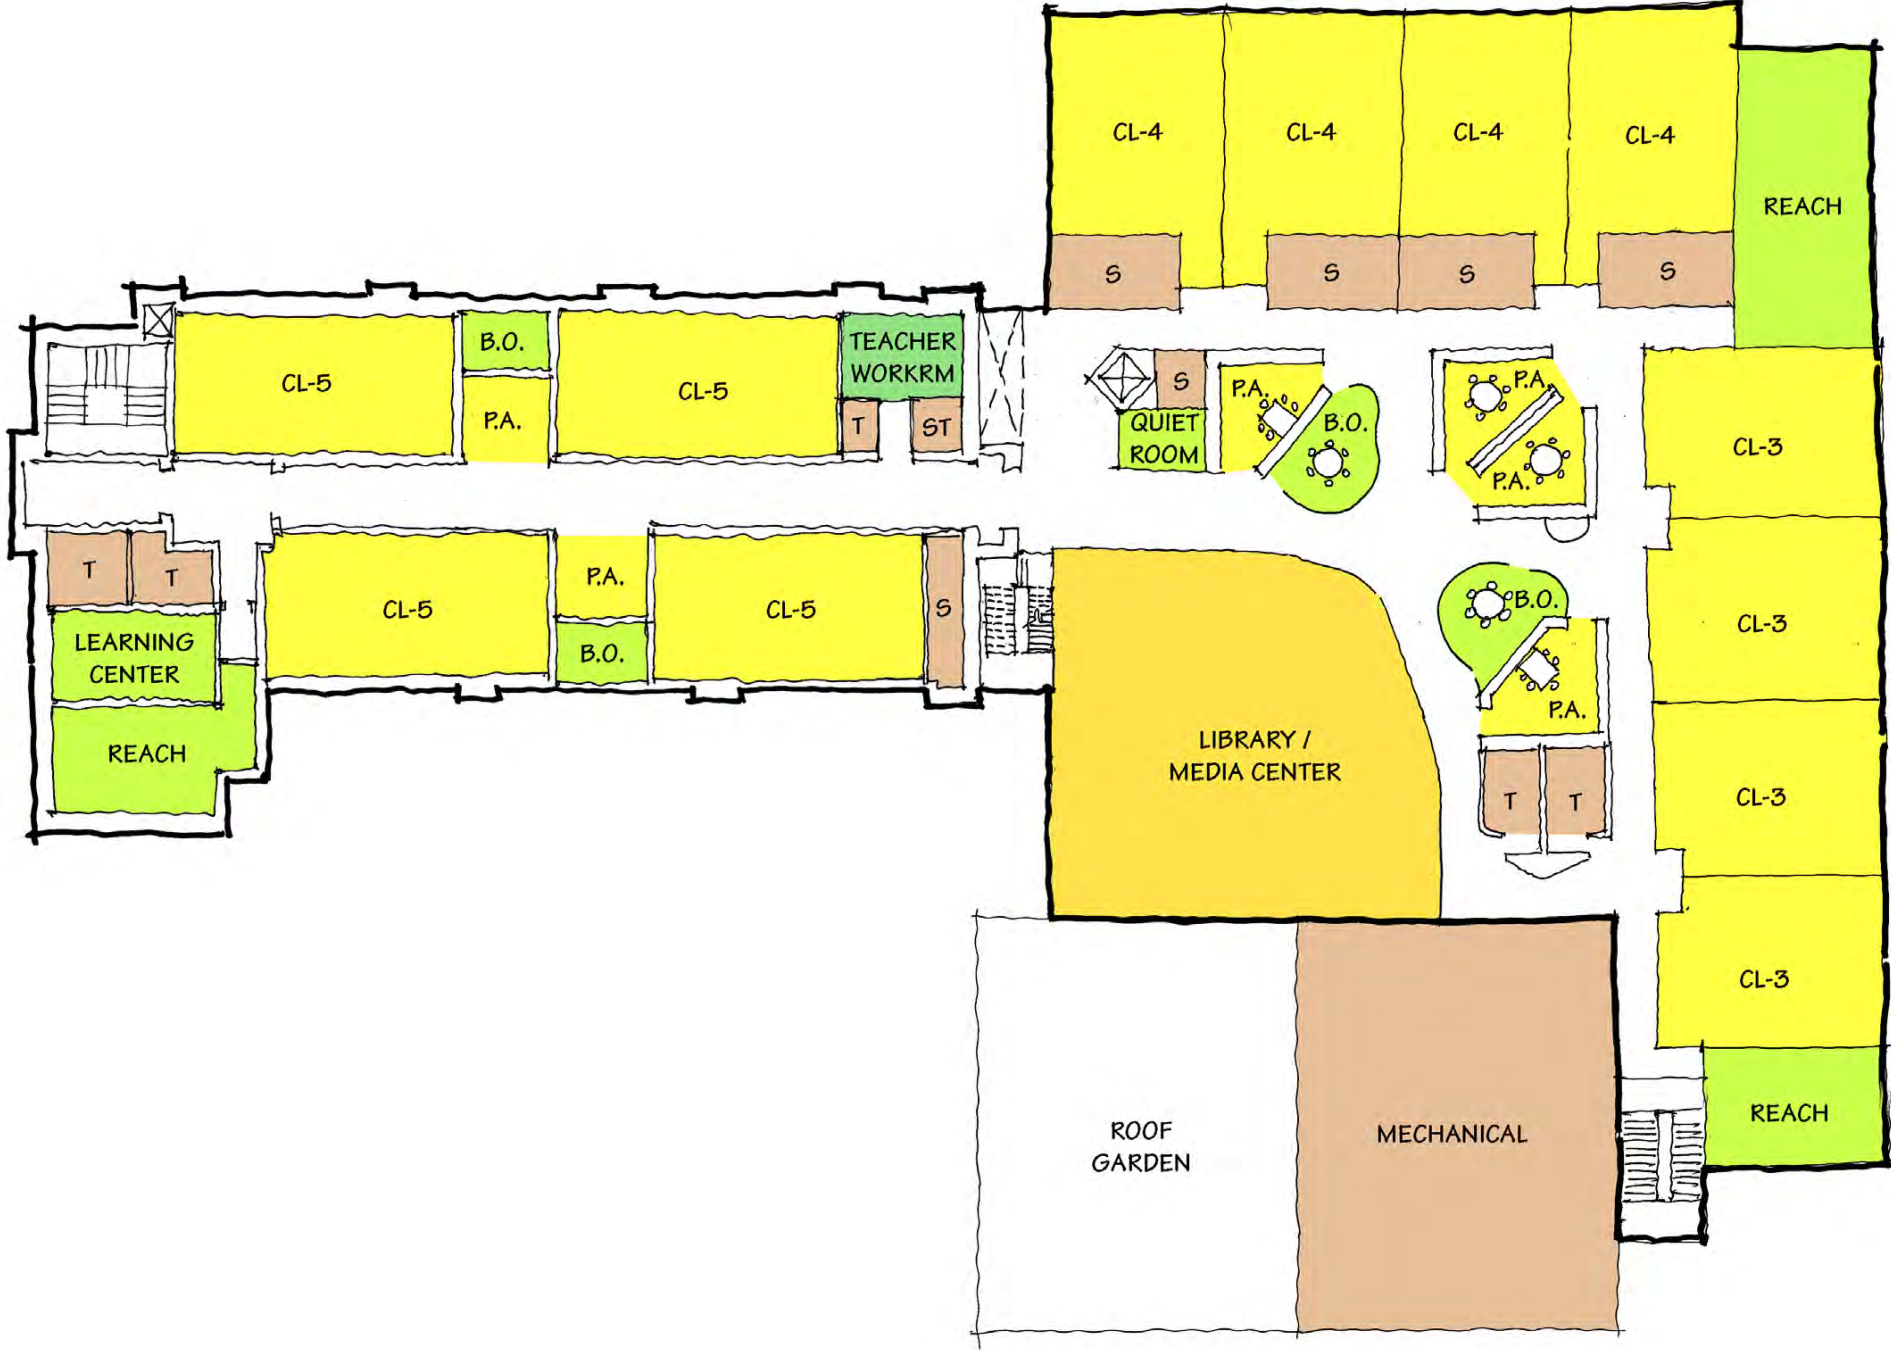 CL-4
CL-4
CL-4
CL-4
REACH
S
S
S
S
B.O.
TEACHER
WORKRM
CL-5
CL-5
P.A.
T
ST
S
QUIET
ROOM
P.A.
B.O.
P.A.
P.A.
CL-3
T
T
CL-5
P.A.
CL-5
S
B.O.
CL-3
LEARNING
CENTER
B.O.
P.A.
REACH
LIBRARY /
MEDIA CENTER
T
T
CL-3
CL-3
ROOF
GARDEN
MECHANICAL
REACH